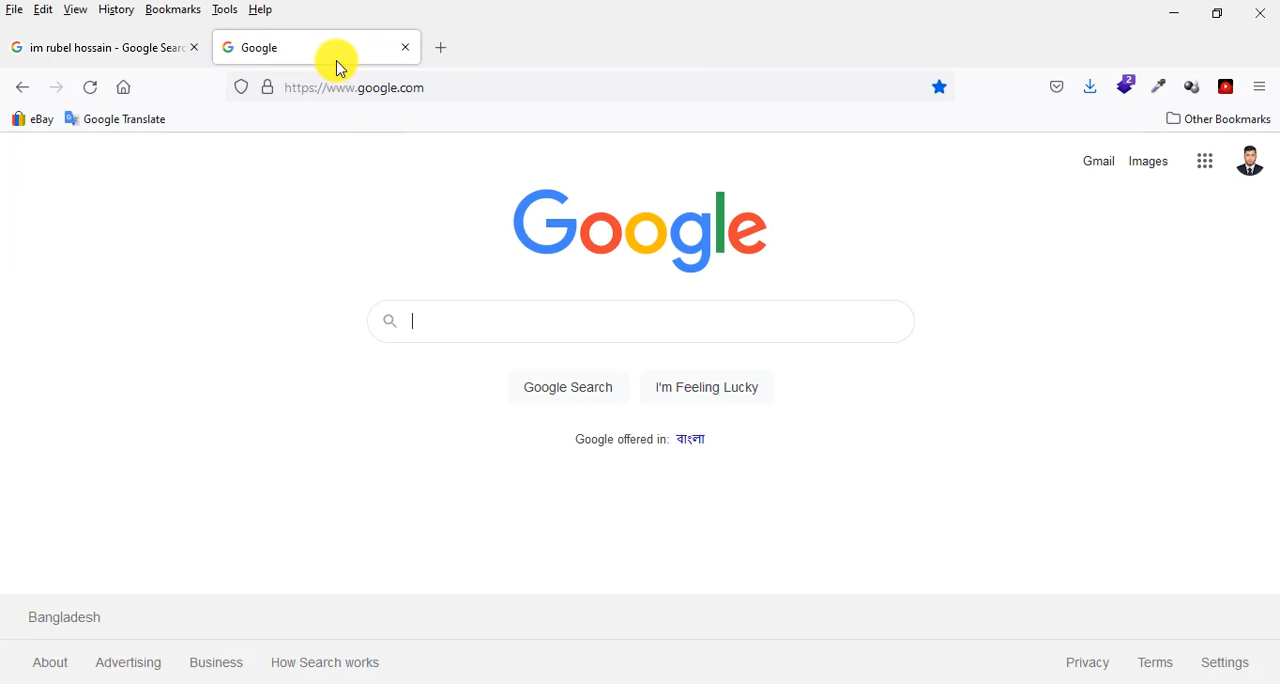 File Edit View History Bookmarks Tools Help
im rubel hossain - Google Searc Google
https://www.google.com 2
eBay Google Translate Other Bookmarks
Gmail Images
Google
Google Search I'm Feeling Lucky
Google offered in: বাংলা
Bangladesh
About Advertising Business How Search works Privacy Terms Settings